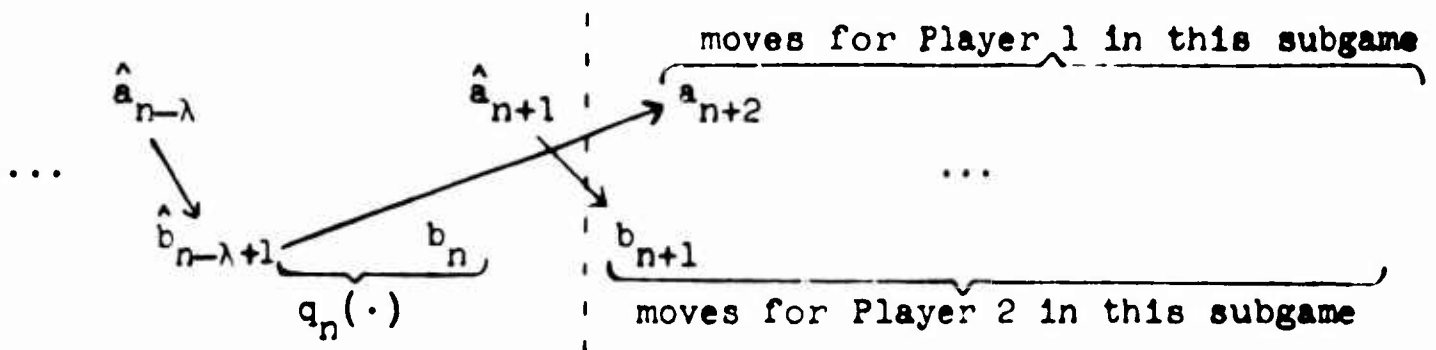 moves for Player 1 in this subgame
â_{n-λ} â_{n+1} a_{n+2}
... ...
b̂_{n-λ+1} b_n b_{n+1}
q_n(·) moves for Player 2 in this subgame